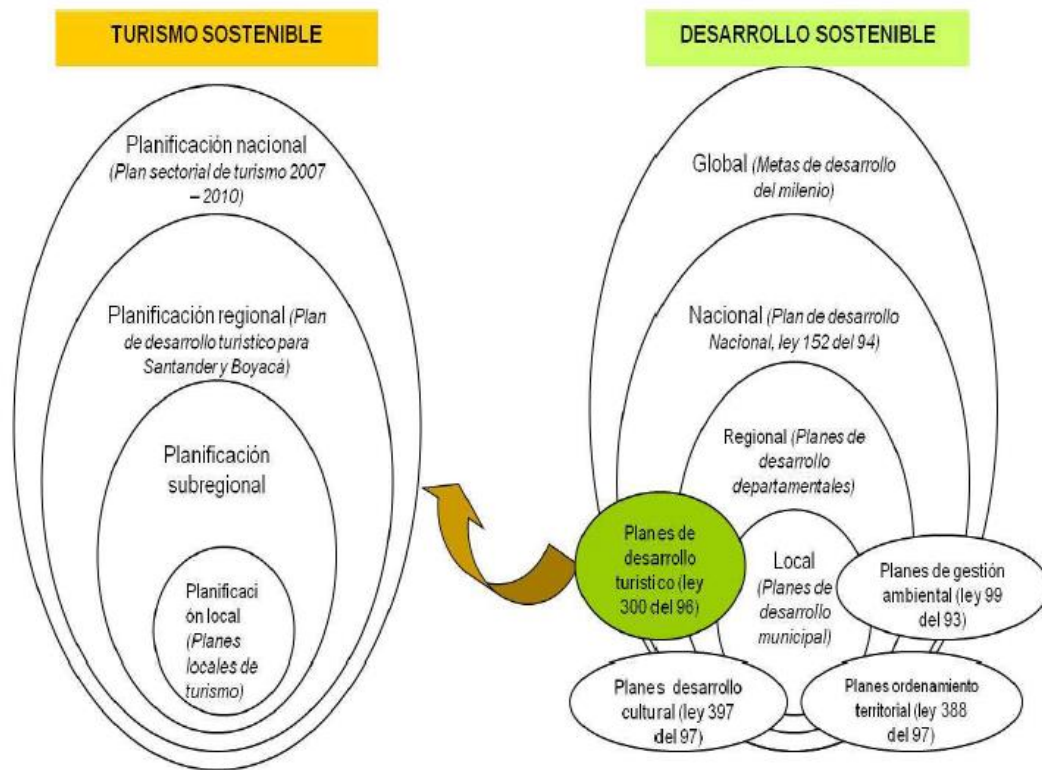 TURISMO SOSTENIBLE
Planificación nacional
(Plan sectorial de turismo 2007
– 2010)
Planificación regional (Plan
de desarrollo turistico para
Santander y Boyacá)
Planificación
subregional
Planificaci
ón local
(Planes
locales de
turismo)
DESARROLLO SOSTENIBLE
Global (Metas de desarrollo
del milenio)
Nacional (Plan de desarrollo
Nacional, ley 152 del 94)
Regional (Planes de
desarrollo
departamentales)
Planes de
desarrollo
turistico (ley
300 del 96)
Local
(Planes de
desarrollo
municipal)
Planes de gestión
ambiental (ley 99
del 93)
Planes desarrollo
cultural (ley 397
del 97)
Planes ordenamiento
territorial (ley 388
del 97)